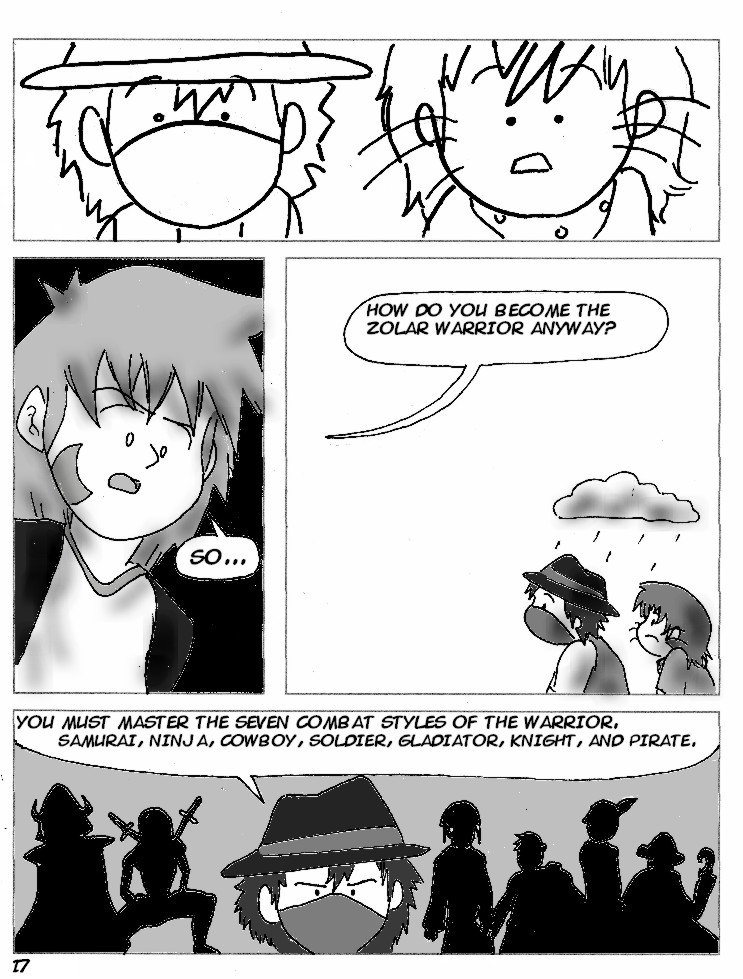 SO...
HOW DO YOU BECOME THE
ZOLAR WARRIOR ANYWAY?
YOU MUST MASTER THE SEVEN COMBAT STYLES OF THE WARRIOR.
SAMURAI, NINJA, COWBOY, SOLDIER, GLADIATOR, KNIGHT, AND PIRATE.
17